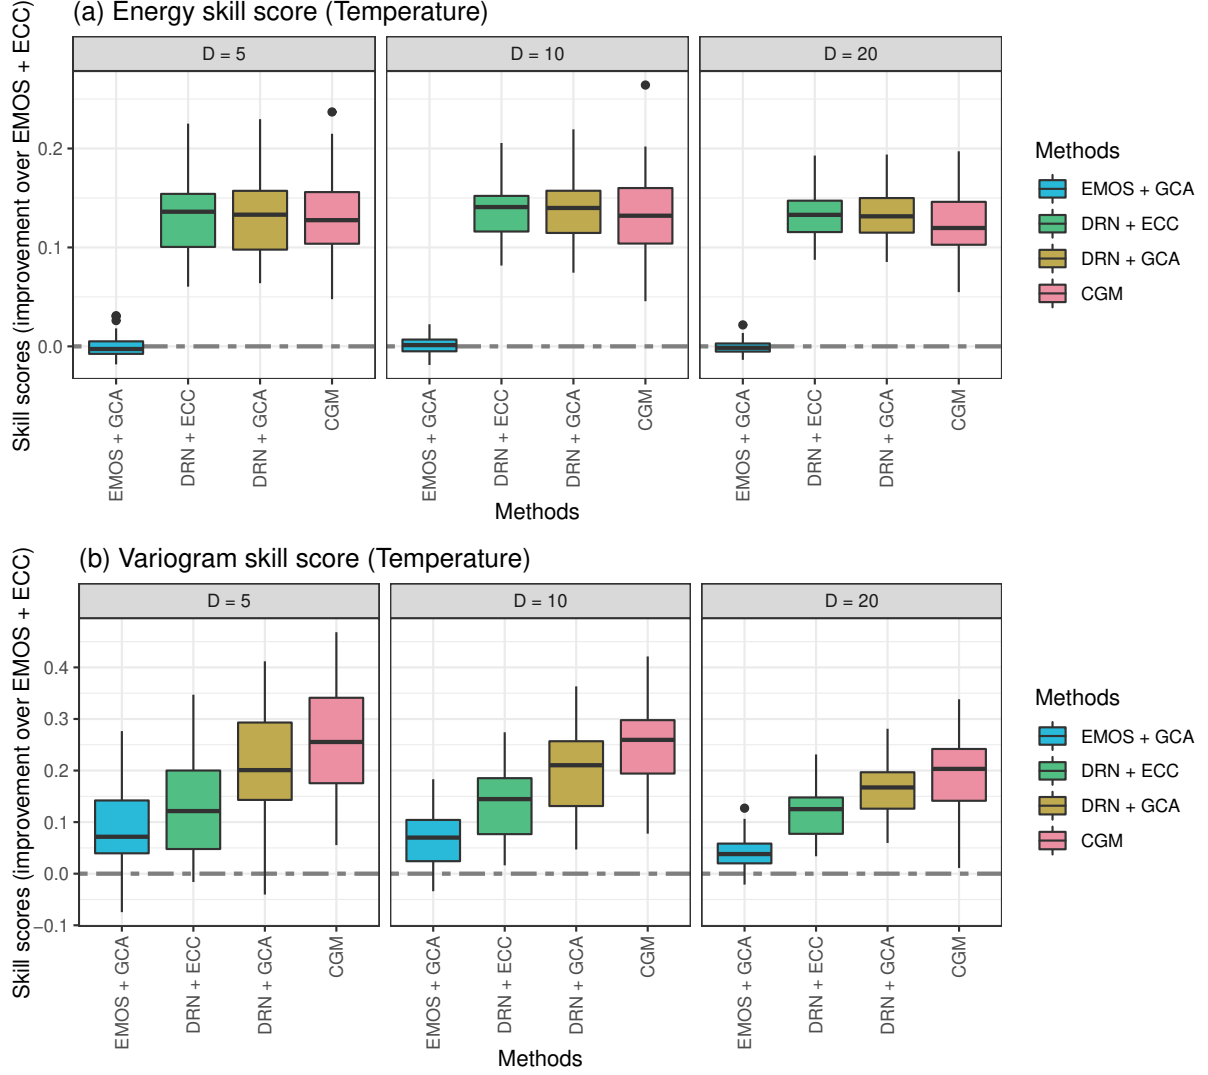 (a) Energy skill score (Temperature)
Skill scores (improvement over EMOS + ECC)
D = 5
D = 10
D = 20
0.2
0.1
0.0
EMOS + GCA
DRN + ECC
DRN + GCA
CGM
EMOS + GCA
DRN + ECC
DRN + GCA
CGM
EMOS + GCA
DRN + ECC
DRN + GCA
CGM
Methods
Methods
EMOS + GCA
DRN + ECC
DRN + GCA
CGM
(b) Variogram skill score (Temperature)
Skill scores (improvement over EMOS + ECC)
D = 5
D = 10
D = 20
0.4
0.3
0.2
0.1
0.0
−0.1
EMOS + GCA
DRN + ECC
DRN + GCA
CGM
EMOS + GCA
DRN + ECC
DRN + GCA
CGM
EMOS + GCA
DRN + ECC
DRN + GCA
CGM
Methods
Methods
EMOS + GCA
DRN + ECC
DRN + GCA
CGM